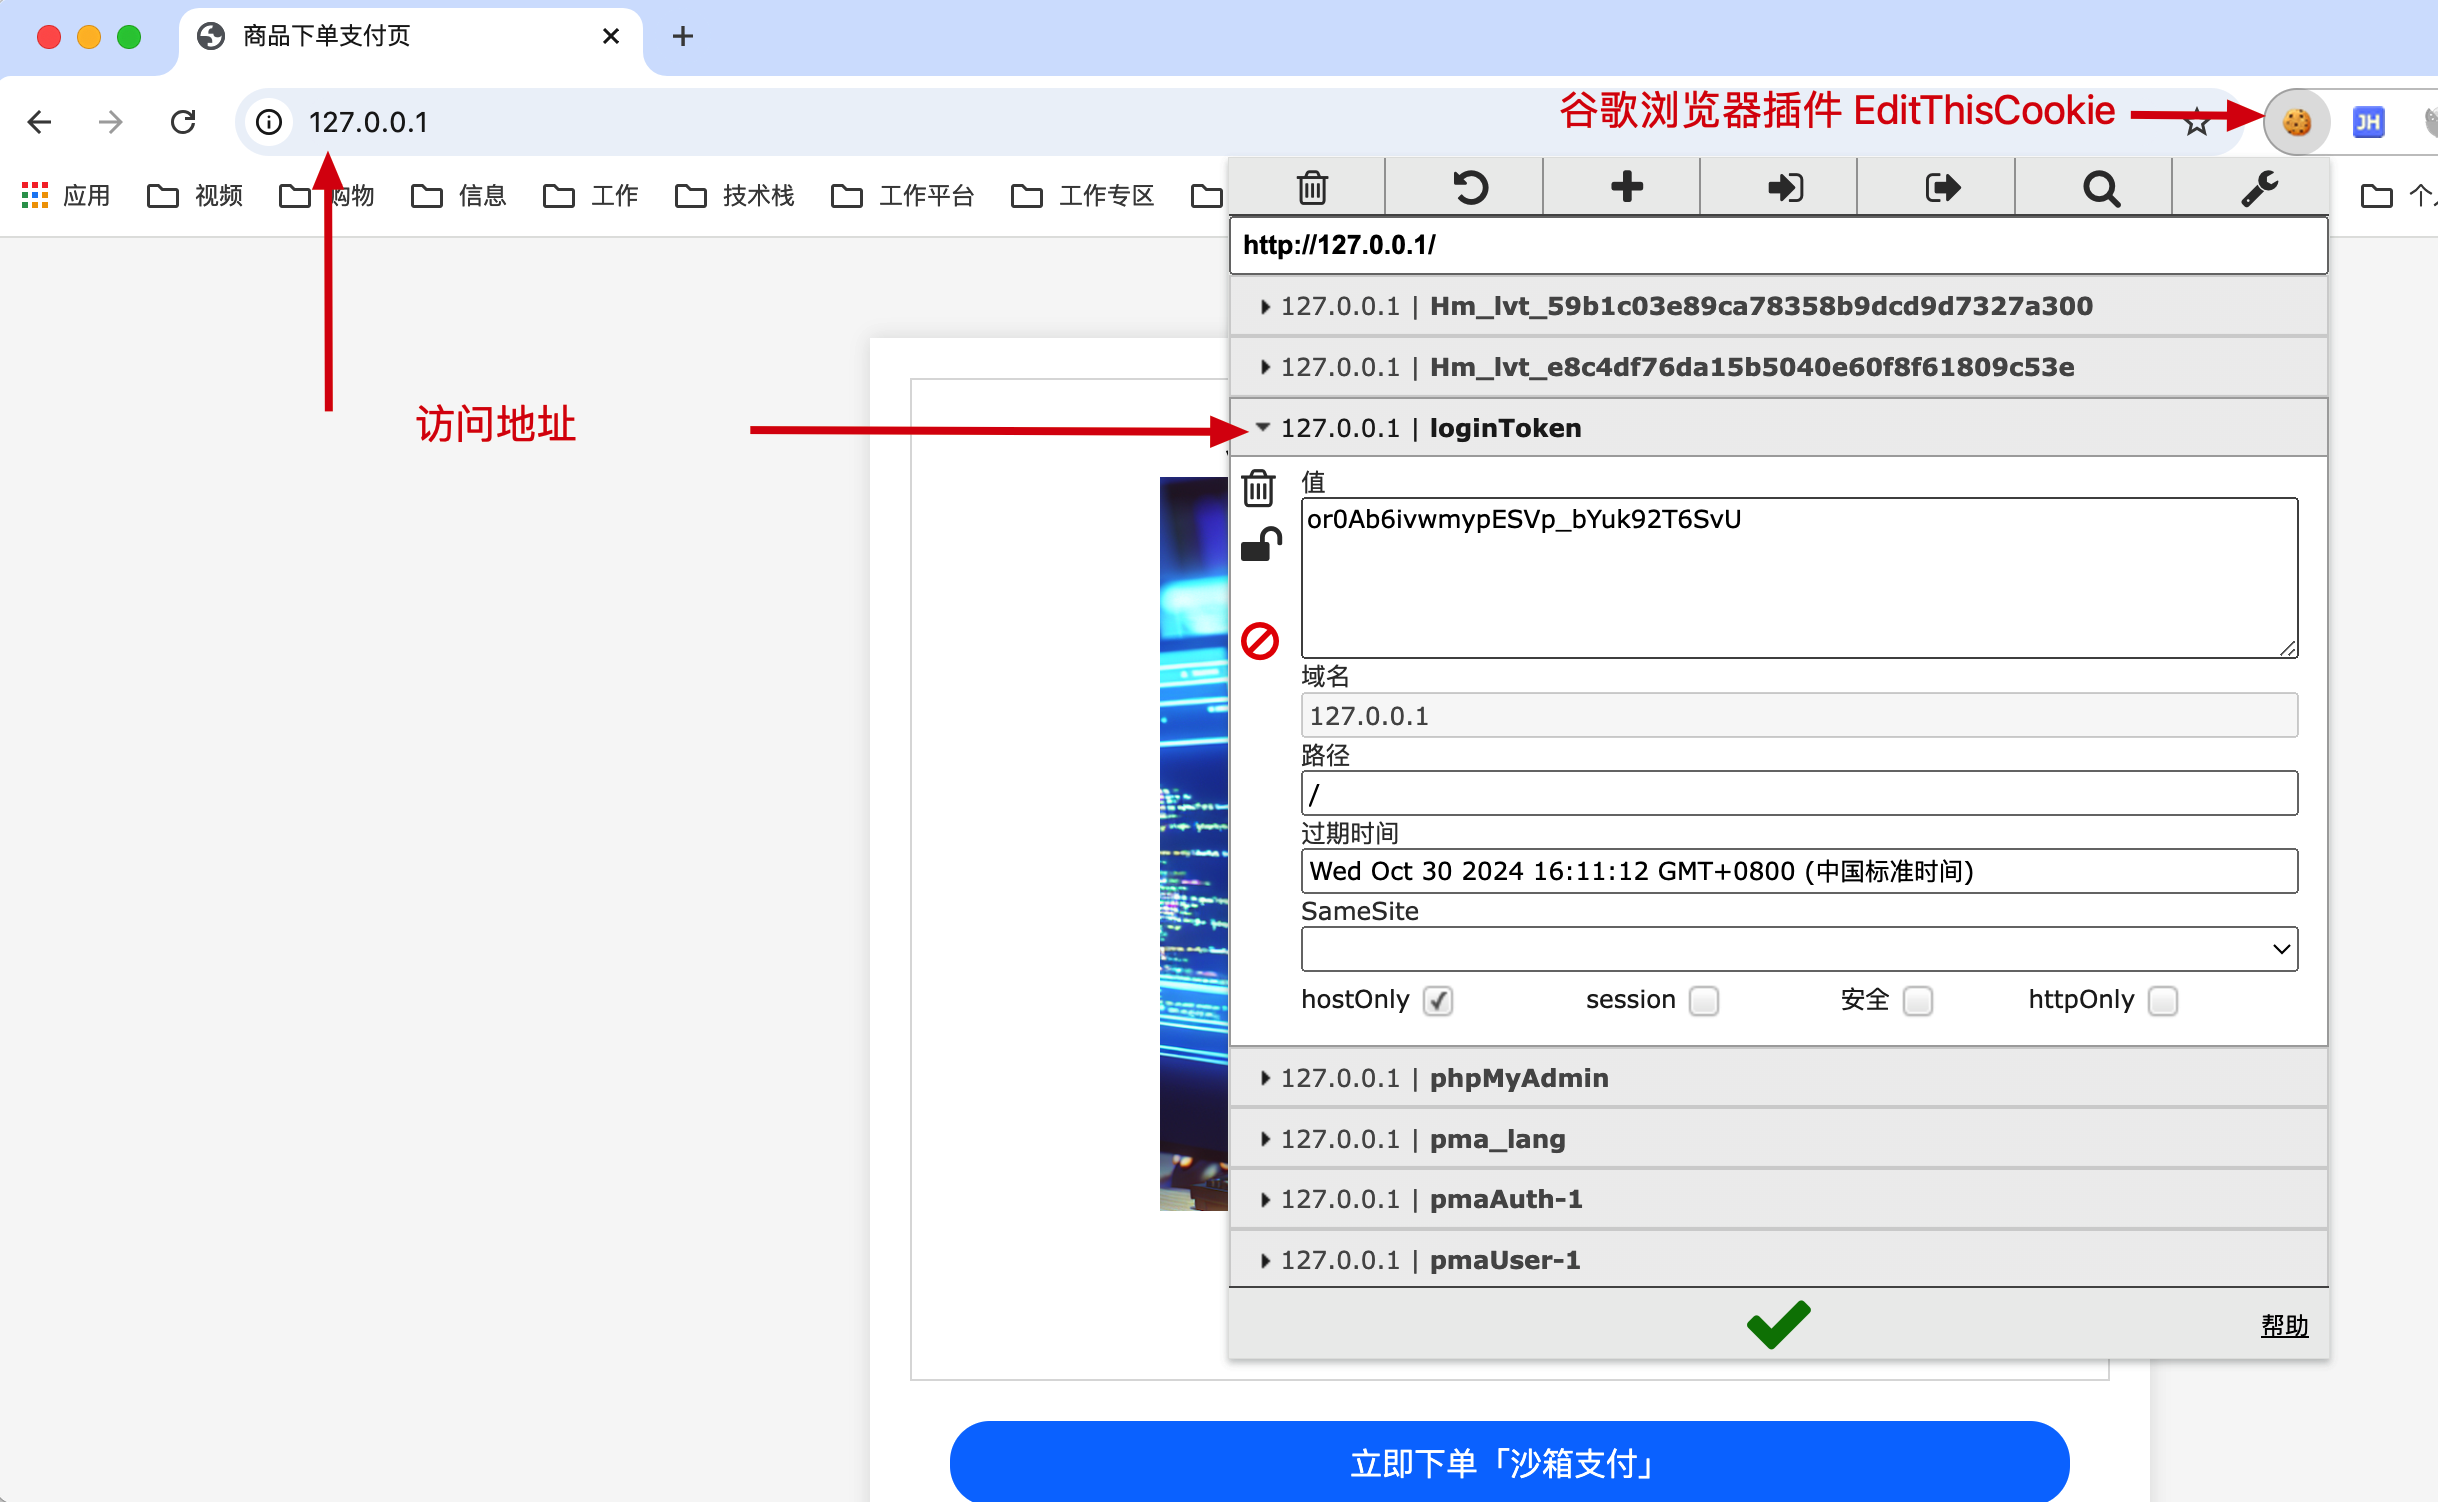 商品下单支付页
127.0.0.1
谷歌浏览器插件 EditThisCookie
JH
应用
视频
购物
信息
工作
技术栈
工作平台
工作专区
http://127.0.0.1/
127.0.0.1 | Hm_lvt_59b1c03e89ca78358b9dcd9d7327a300
127.0.0.1 | Hm_lvt_e8c4df76da15b5040e60f8f61809c53e
访问地址
127.0.0.1 | loginToken
值
or0Ab6ivwmypESVp_bYuk92T6SvU
域名
127.0.0.1
路径
/
过期时间
Wed Oct 30 2024 16:11:12 GMT+0800 (中国标准时间)
SameSite
hostOnly
session
安全
httpOnly
127.0.0.1 | phpMyAdmin
127.0.0.1 | pma_lang
127.0.0.1 | pmaAuth-1
127.0.0.1 | pmaUser-1
帮助
立即下单「沙箱支付」